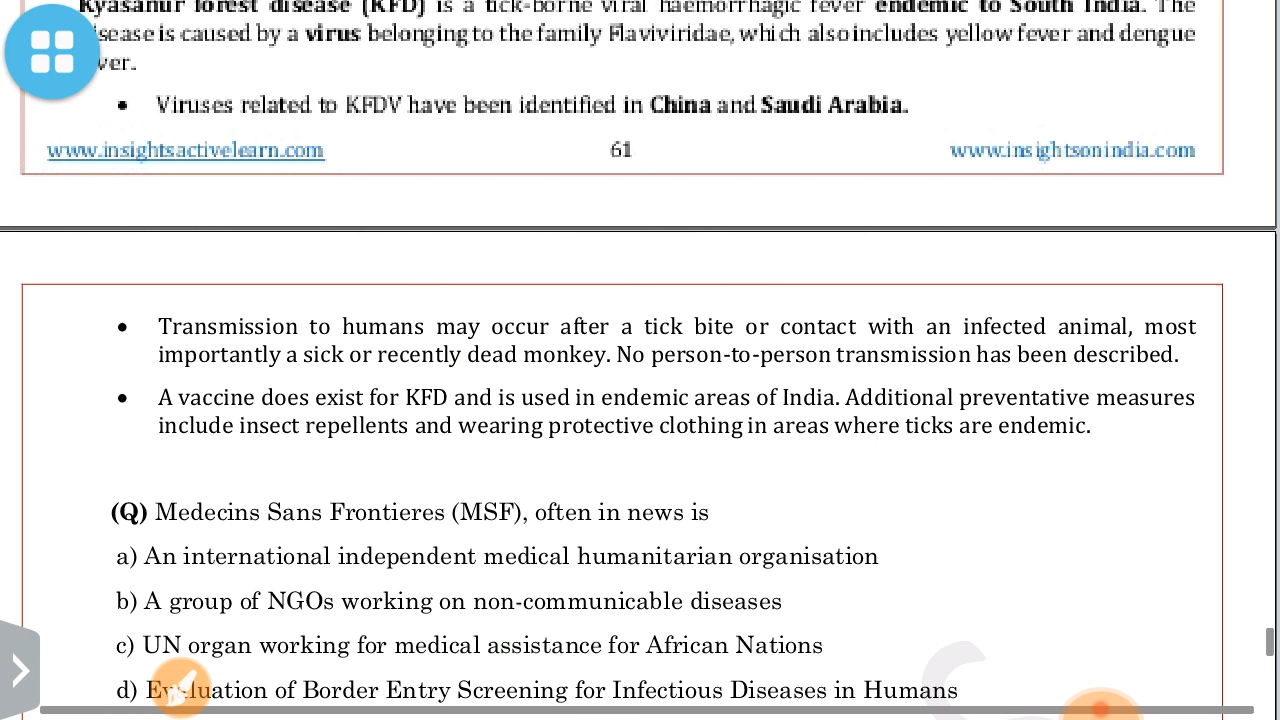 Kyasanur forest disease (KFD) is a tick-borne viral haemorrhagic fever endemic to South India. The
sease is caused by a virus belonging to the family Flaviviridae, which also includes yellow fever and dengue
ver.
• Viruses related to KFDV have been identified in China and Saudi Arabia.
www.insightsactivelearn.com 61 www.insightsonindia.com
• Transmission to humans may occur after a tick bite or contact with an infected animal, most
importantly a sick or recently dead monkey. No person-to-person transmission has been described.
• A vaccine does exist for KFD and is used in endemic areas of India. Additional preventative measures
include insect repellents and wearing protective clothing in areas where ticks are endemic.
(Q) Medecins Sans Frontieres (MSF), often in news is
a) An international independent medical humanitarian organisation
b) A group of NGOs working on non-communicable diseases
c) UN organ working for medical assistance for African Nations
d) Evaluation of Border Entry Screening for Infectious Diseases in Humans